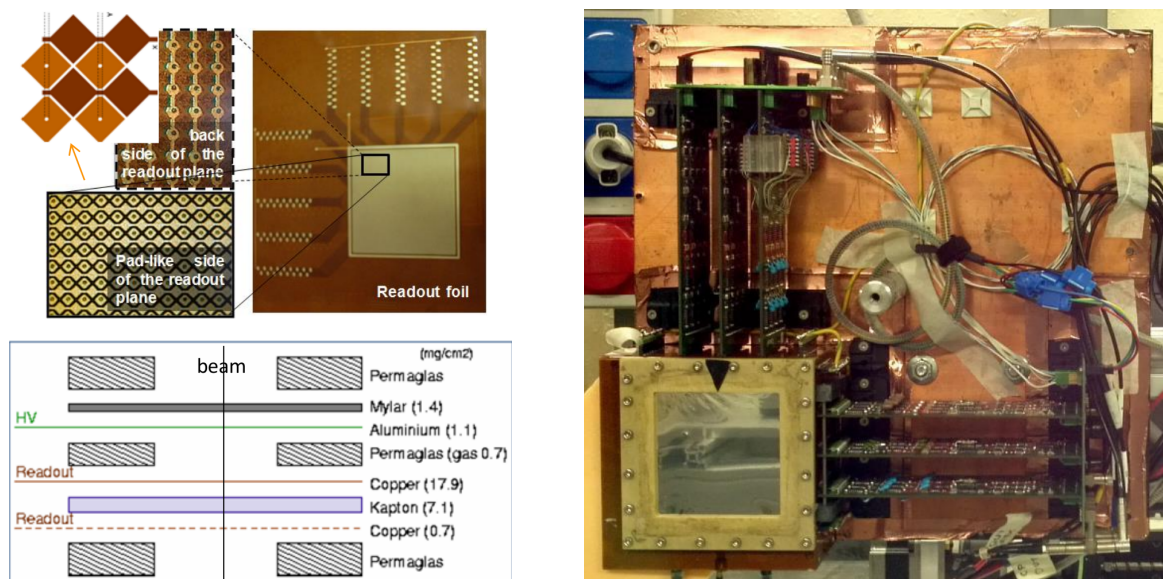 back
side of the
readout plane
Pad-like side
of the readout
plane
Readout foil
beam
(mg/cm2)
Permaglas
Mylar (1.4)
HV
Aluminium (1.1)
Permaglas (gas 0.7)
Readout
Copper (17.9)
Kapton (7.1)
Readout
Copper (0.7)
Permaglas